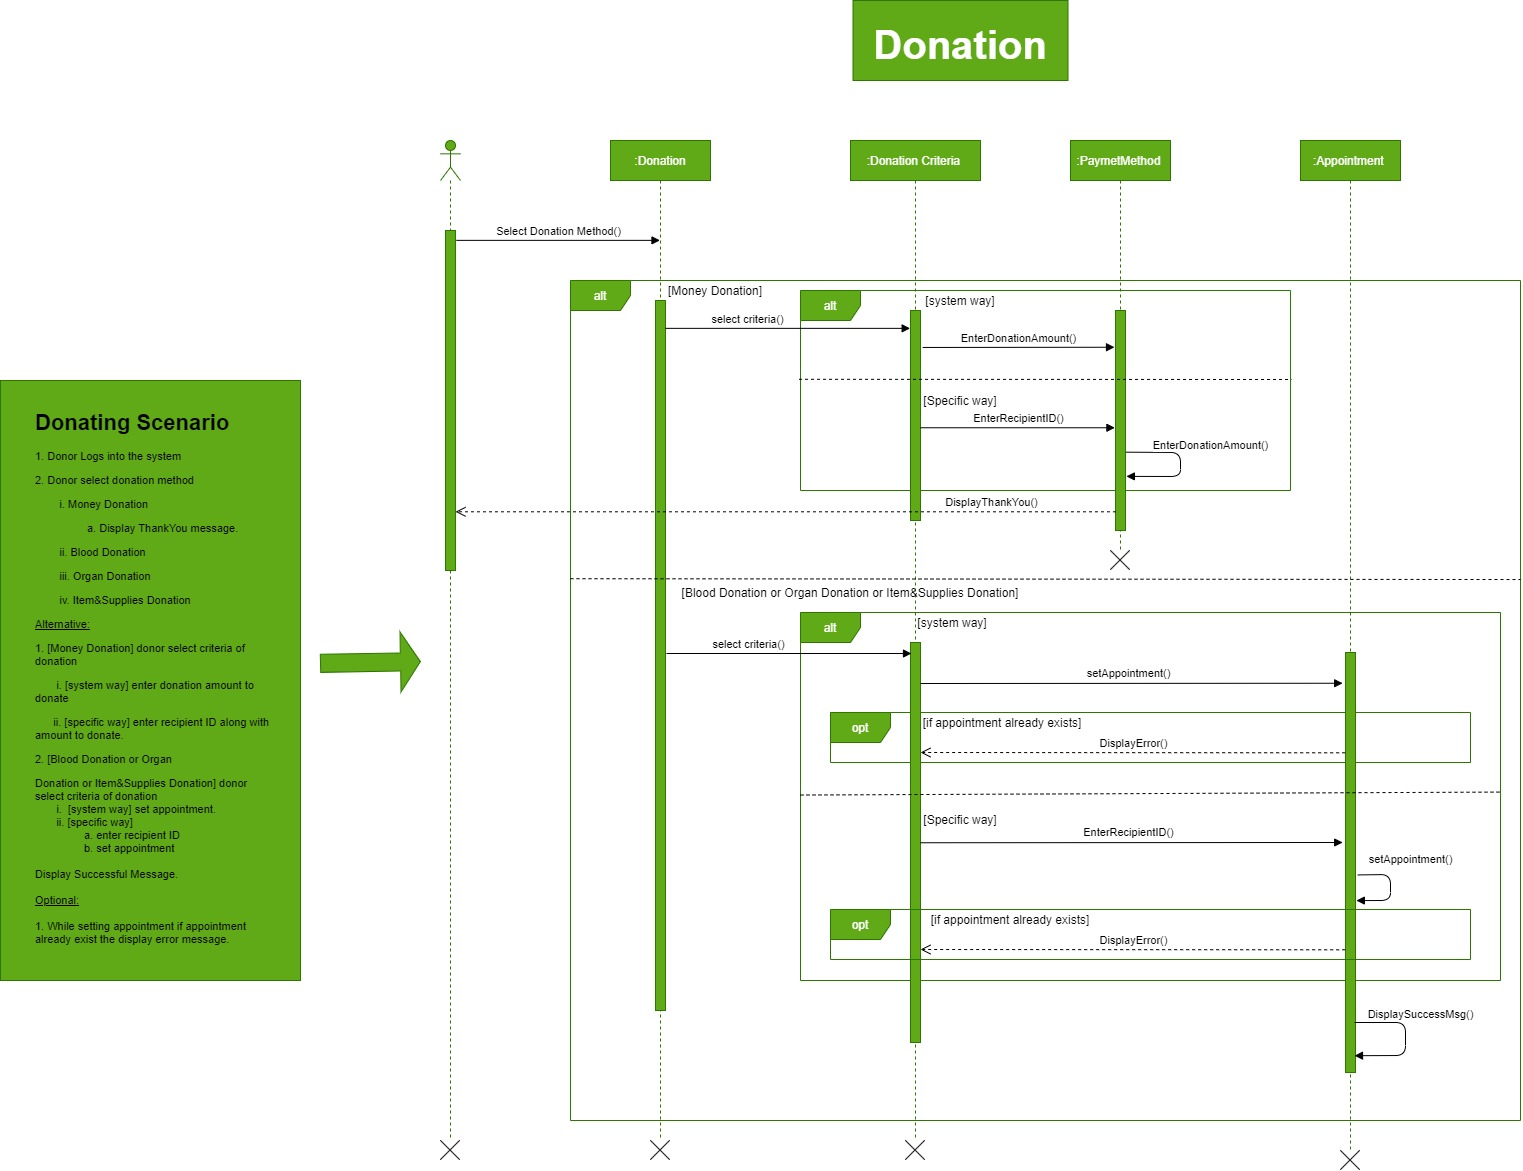 Donation
:Donation
:Donation Criteria
:PaymetMethod
:Appointment
Select Donation Method()
alt
[Money Donation]
alt
[system way]
select criteria()
EnterDonationAmount()
[Specific way]
EnterRecipientID()
EnterDonationAmount()
DisplayThankYou()
[Blood Donation or Organ Donation or Item&Supplies Donation]
alt
[system way]
select criteria()
setAppointment()
opt
[if appointment already exists]
DisplayError()
[Specific way]
EnterRecipientID()
setAppointment()
opt
[if appointment already exists]
DisplayError()
DisplaySuccessMsg()
Donating Scenario
1. Donor Logs into the system
2. Donor select donation method
i. Money Donation
a. Display ThankYou message.
ii. Blood Donation
iii. Organ Donation
iv. Item&Supplies Donation
Alternative:
1. [Money Donation] donor select criteria of
donation
i. [system way] enter donation amount to
donate
ii. [specific way] enter recipient ID along with
amount to donate.
2. [Blood Donation or Organ
Donation or Item&Supplies Donation] donor
select criteria of donation
i. [system way] set appointment.
ii. [specific way]
a. enter recipient ID
b. set appointment
Display Successful Message.
Optional:
1. While setting appointment if appointment
already exist the display error message.